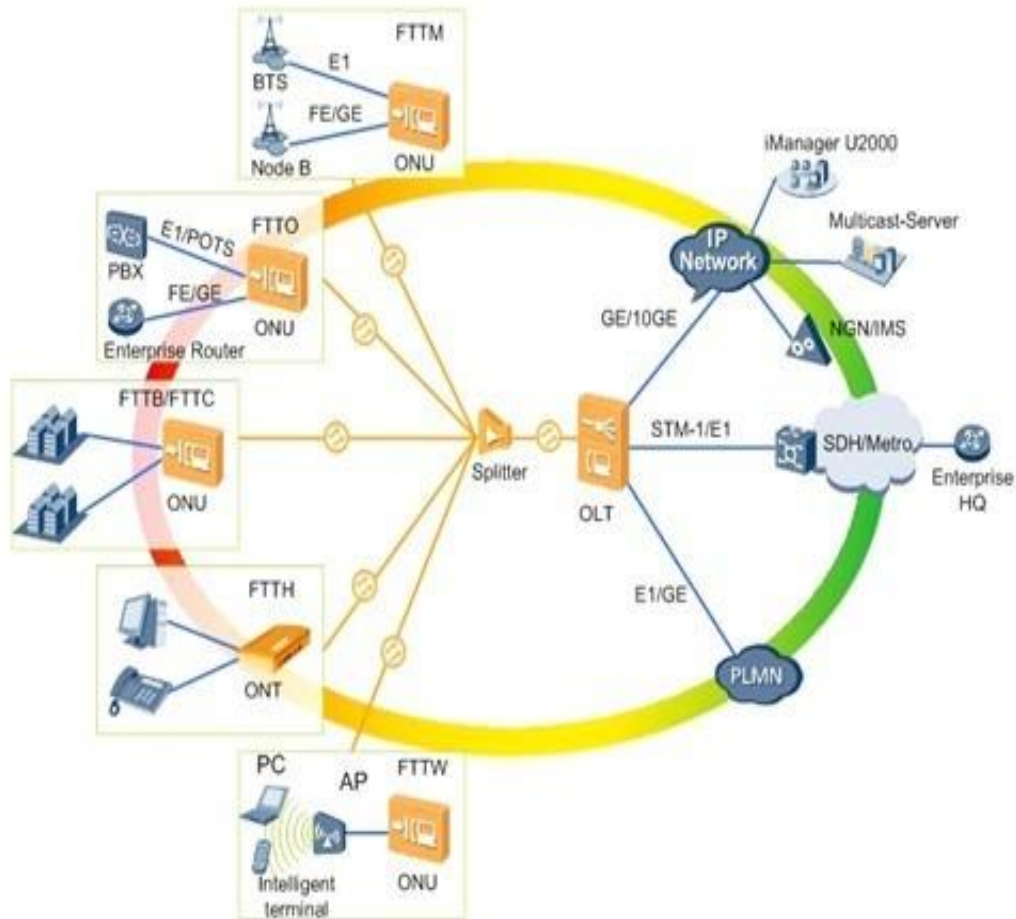 FTTM
BTS
E1
FE/GE
Node B
ONU
iManager U2000
Multicast-Server
IP
Network
NGN/IMS
GE/10GE
FTTO
PBX
E1/POTS
FE/GE
Enterprise Router
ONU
FTTB/FTTC
ONU
Splitter
OLT
STM-1/E1
SDH/Metro
Enterprise
HQ
E1/GE
PLMN
FTTH
ONT
PC
AP
FTTW
Intelligent
terminal
ONU